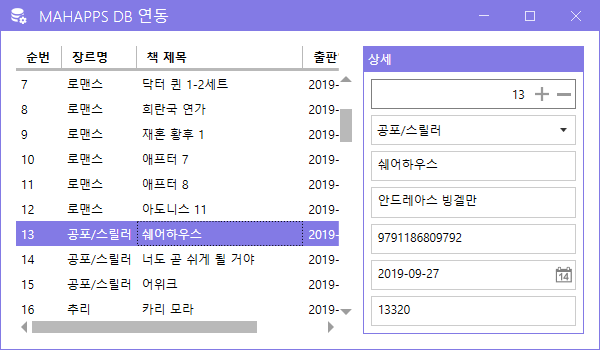 MAHAPPS DB 연동
순번 장르명 책 제목 출판
7 로맨스 닥터 퀸 1-2세트 2019-
8 로맨스 희란국 연가 2019-
9 로맨스 재혼 황후 1 2019-
10 로맨스 애프터 7 2019-
11 로맨스 애프터 8 2019-
12 로맨스 아도니스 11 2019-
13 공포/스릴러 쉐어하우스 2019-
14 공포/스릴러 너도 곧 쉬게 될 거야 2019-
15 공포/스릴러 어위크 2019-
16 추리 카리 모라 2019-
상세
13
공포/스릴러
쉐어하우스
안드레아스 빙겔만
9791186809792
2019-09-27
14
13320